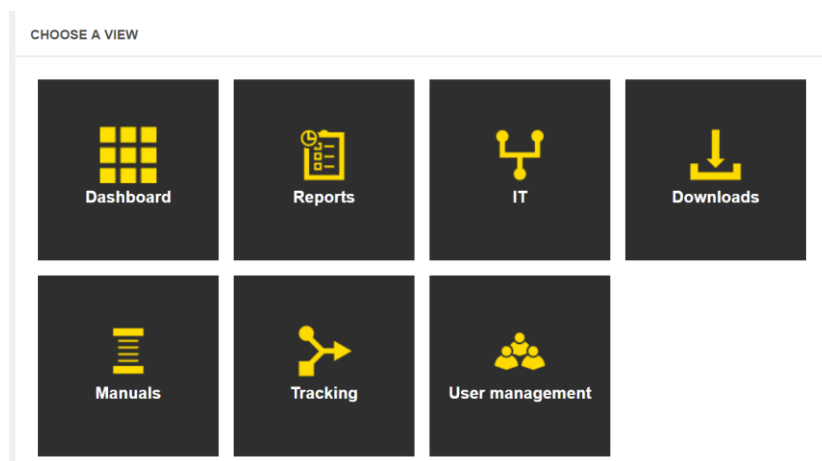 CHOOSE A VIEW
Dashboard
Reports
IT
Downloads
Manuals
Tracking
User management